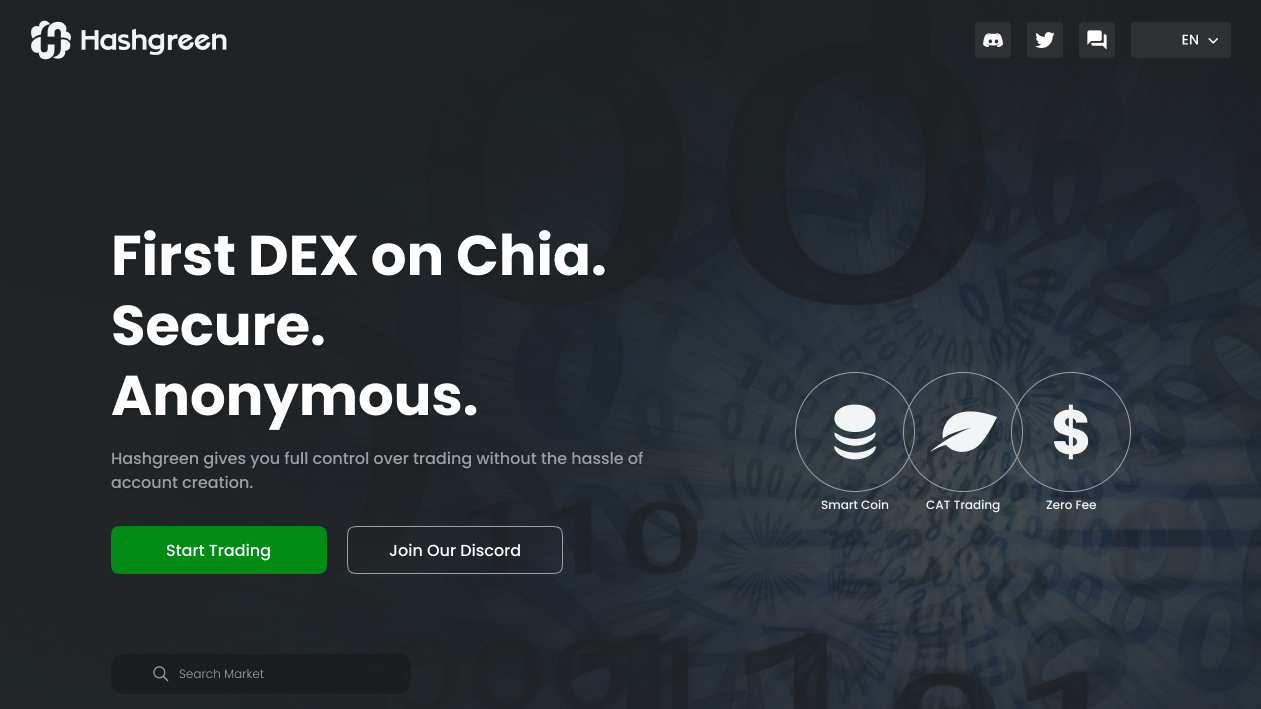 Hashgreen
EN
First DEX on Chia.
Secure.
Anonymous.
Hashgreen gives you full control over trading without the hassle of
account creation.
Start Trading
Join Our Discord
Smart Coin
CAT Trading
Zero Fee
Search Market